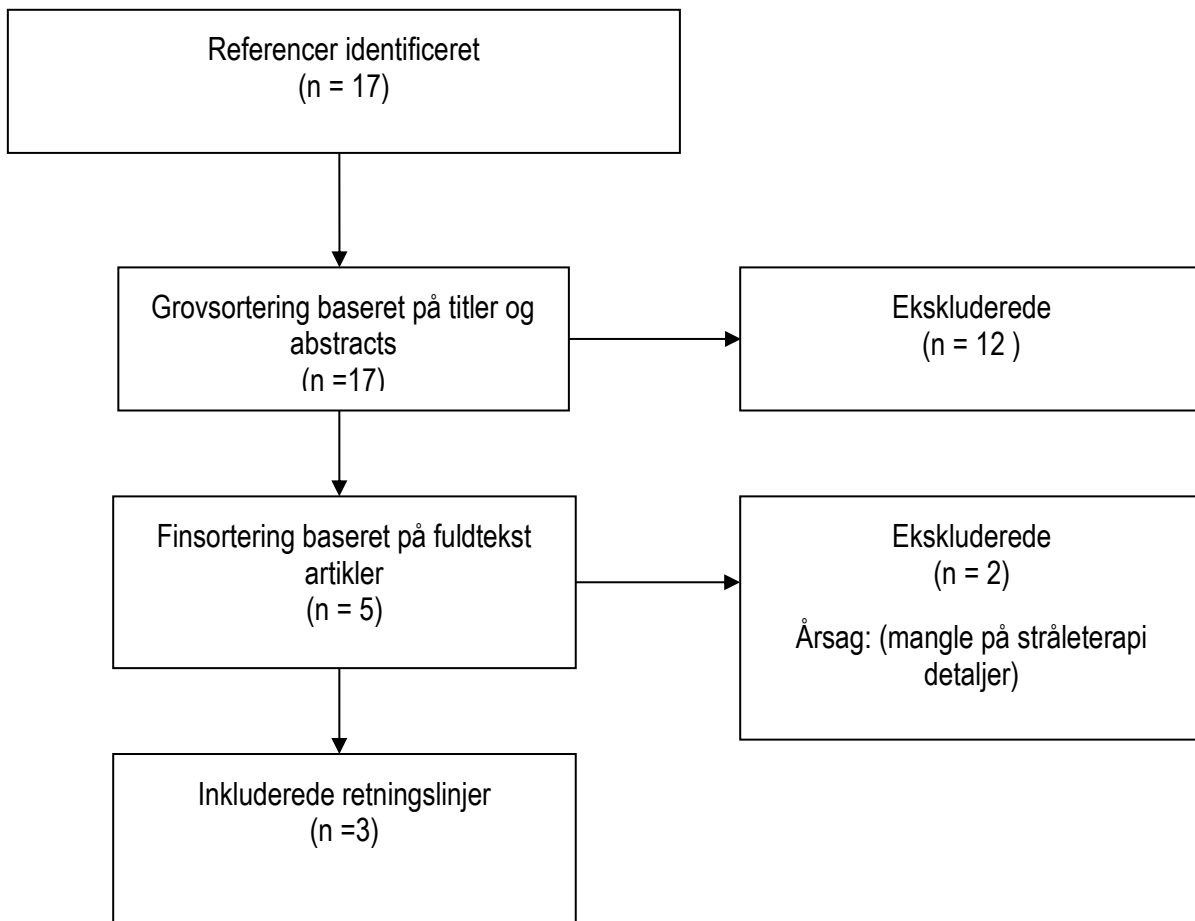 Referencer identificeret
(n = 17)
Grovsortering baseret på titler og
abstracts
(n =17)
Ekskluderede
(n = 12 )
Finsortering baseret på fuldtekst
artikler
(n = 5)
Ekskluderede
(n = 2)
Årsag: (mangle på stråleterapi
detaljer)
Inkluderede retningslinjer
(n =3)